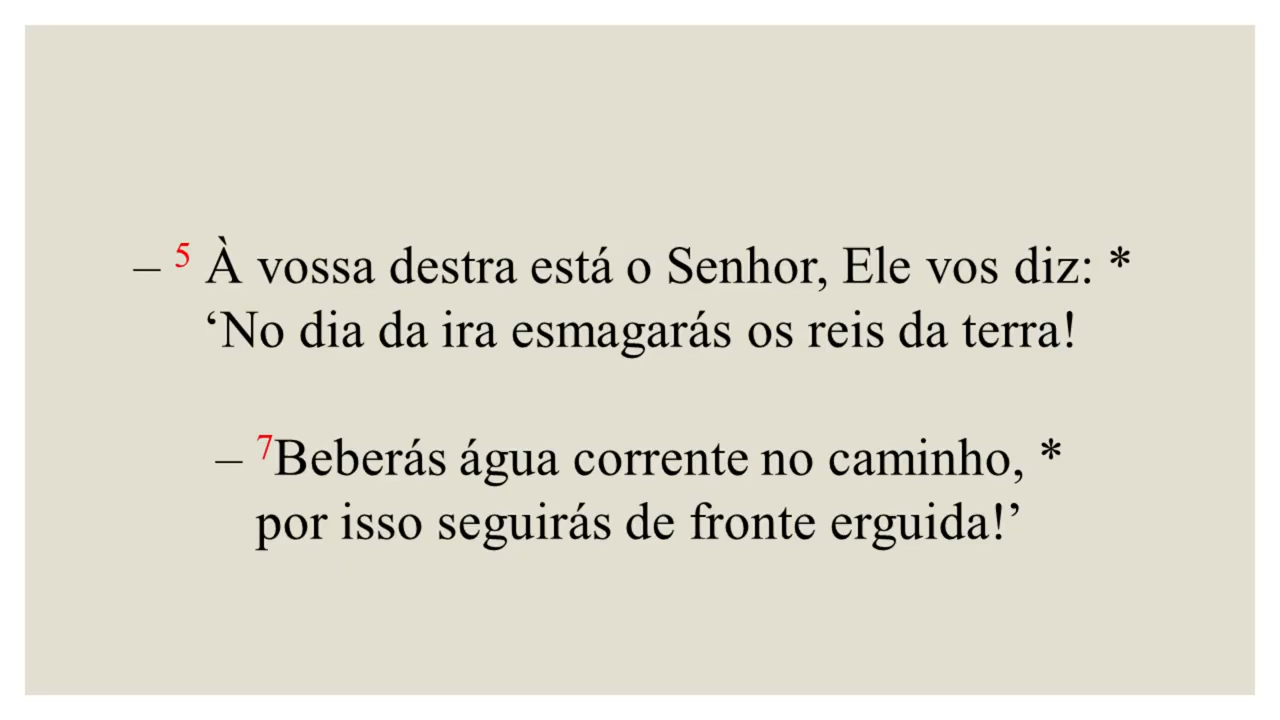 – 5 À vossa destra está o Senhor, Ele vos diz: *
‘No dia da ira esmagarás os reis da terra!
– 7Beberás água corrente no caminho, *
por isso seguirás de fronte erguida!’